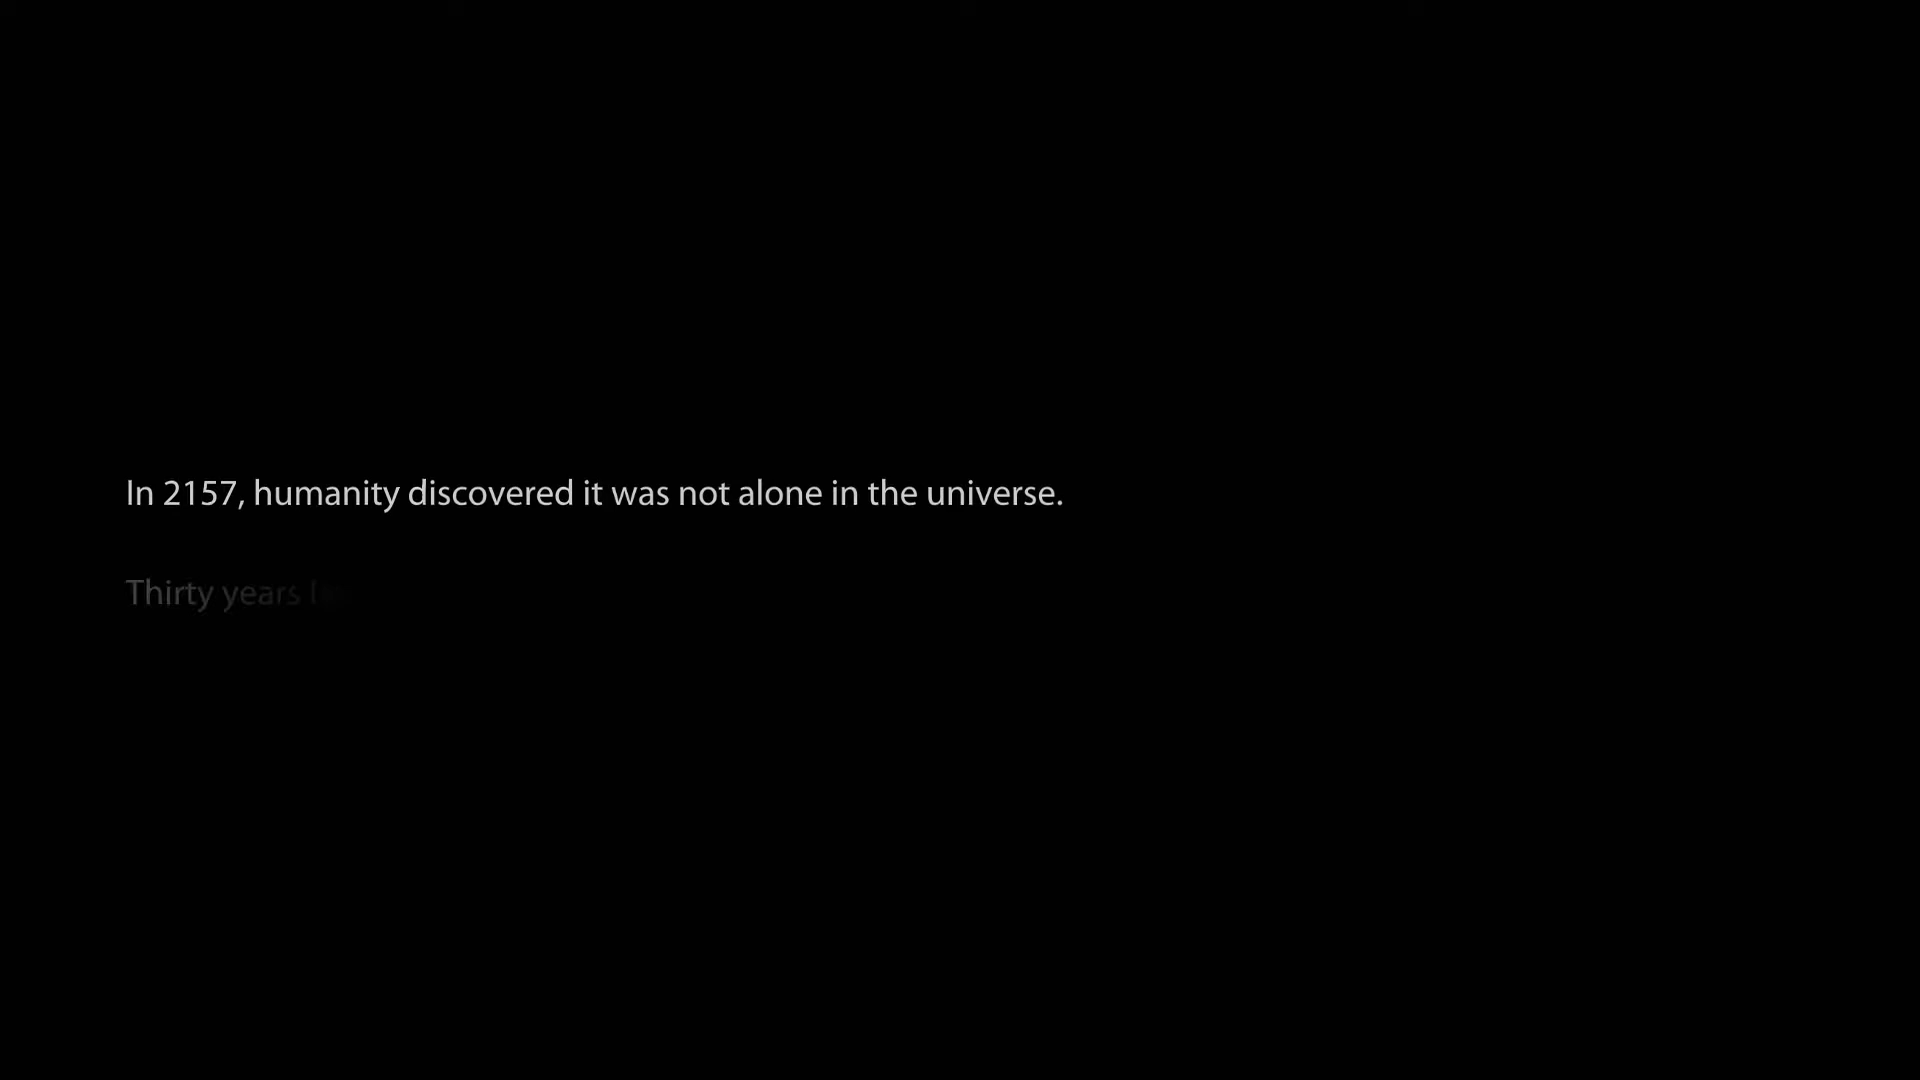 In 2157, humanity discovered it was not alone in the universe.
Thirty years